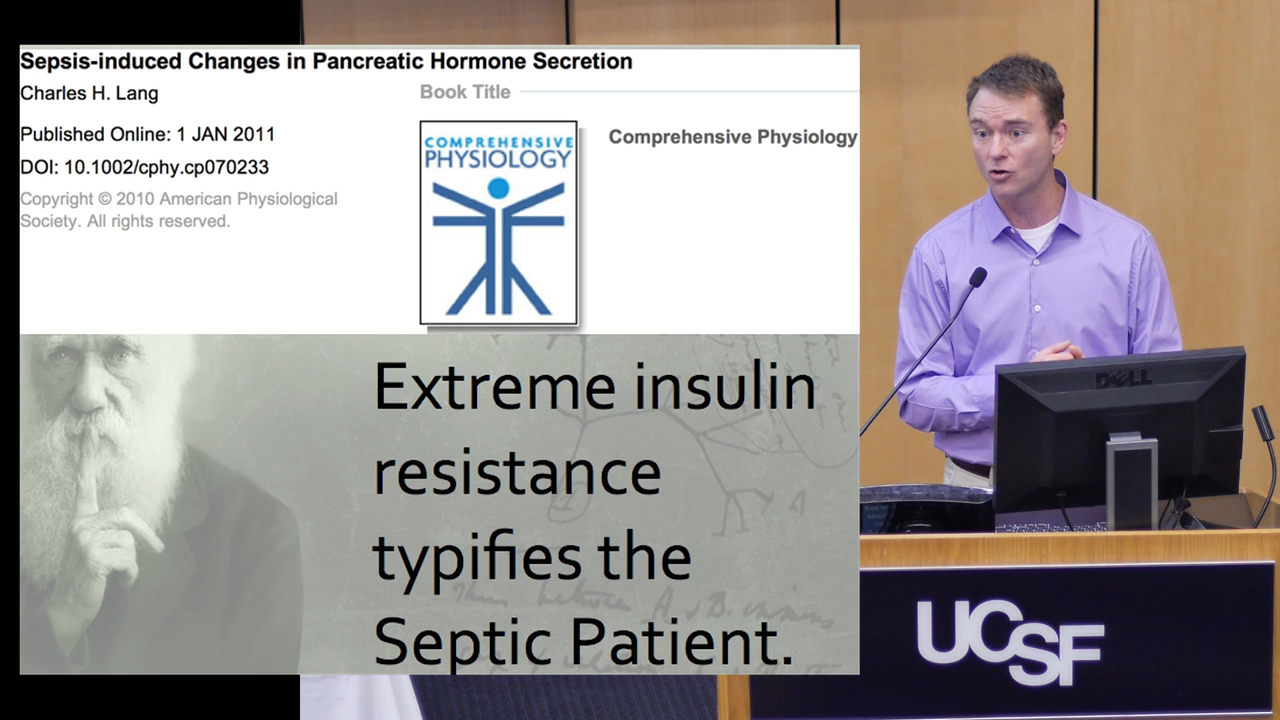 Sepsis-induced Changes in Pancreatic Hormone Secretion
Charles H. Lang
Published Online: 1 JAN 2011
DOI: 10.1002/cphy.cp070233
Copyright © 2010 American Physiological
Society. All rights reserved.
Book Title
COMPREHENSIVE
PHYSIOLOGY
Comprehensive Physiology
Extreme insulin
resistance
typifies the
Septic Patient.
DELL
UCSF